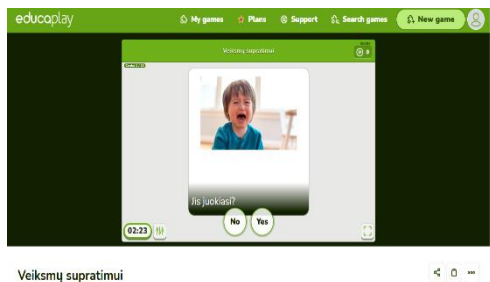 educaplay
My games
Plans
Support
Search games
New game
Veiksmų supratimui
Jis juokiasi?
No
Yes
02:23
Veiksmų supratimui